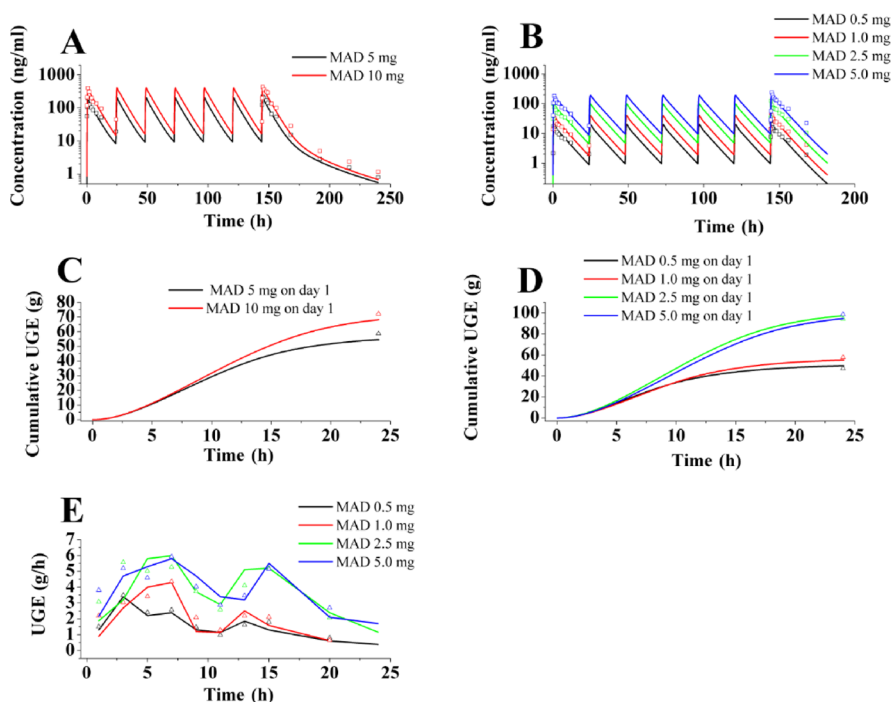 A
MAD 5 mg
MAD 10 mg
Concentration (ng/ml)
1000
100
10
1
0 50 100 150 200 250
Time (h)
B
MAD 0.5 mg
MAD 1.0 mg
MAD 2.5 mg
MAD 5.0 mg
Concentration (ng/ml)
1000
100
10
1
0 50 100 150 200
Time (h)
C
MAD 5 mg on day 1
MAD 10 mg on day 1
Cumulative UGE (g)
80
70
60
50
40
30
20
10
0
0 5 10 15 20 25
Time (h)
D
MAD 0.5 mg on day 1
MAD 1.0 mg on day 1
MAD 2.5 mg on day 1
MAD 5.0 mg on day 1
Cumulative UGE (g)
100
80
60
40
20
0
0 5 10 15 20 25
Time (h)
E
MAD 0.5 mg
MAD 1.0 mg
MAD 2.5 mg
MAD 5.0 mg
UGE (g/h)
7
6
5
4
3
2
1
0
0 5 10 15 20 25
Time (h)